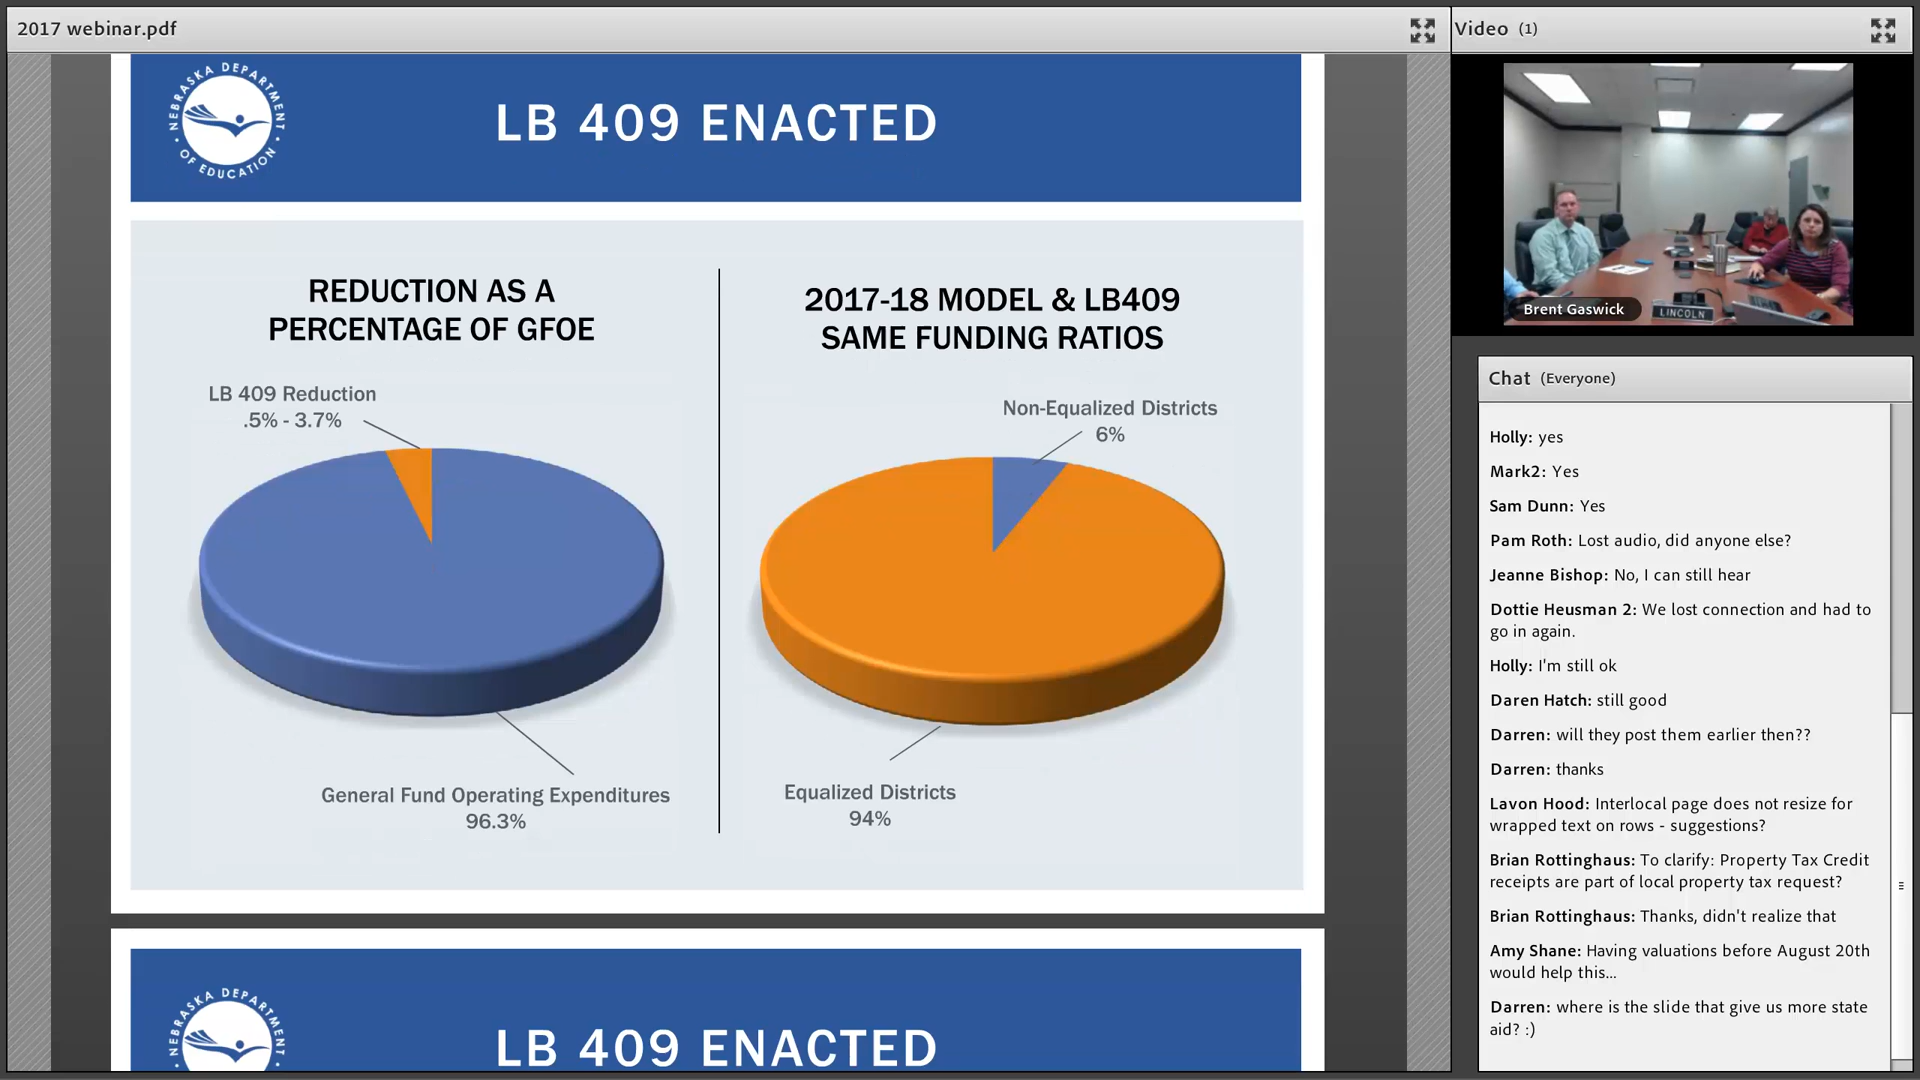 2017 webinar.pdf
NEBRASKA DEPARTMENT
• OF EDUCATION •
LB 409 ENACTED
REDUCTION AS A
PERCENTAGE OF GFOE
LB 409 Reduction
.5% - 3.7%
General Fund Operating Expenditures
96.3%
2017-18 MODEL & LB409
SAME FUNDING RATIOS
Non-Equalized Districts
6%
Equalized Districts
94%
NEBRASKA DEPARTMENT
LB 409 ENACTED
Video (1)
Brent Gaswick
LINCOLN
Chat (Everyone)
Holly: yes
Mark2: Yes
Sam Dunn: Yes
Pam Roth: Lost audio, did anyone else?
Jeanne Bishop: No, I can still hear
Dottie Heusman 2: We lost connection and had to
go in again.
Holly: I'm still ok
Daren Hatch: still good
Darren: will they post them earlier then??
Darren: thanks
Lavon Hood: Interlocal page does not resize for
wrapped text on rows - suggestions?
Brian Rottinghaus: To clarify: Property Tax Credit
receipts are part of local property tax request?
Brian Rottinghaus: Thanks, didn't realize that
Amy Shane: Having valuations before August 20th
would help this...
Darren: where is the slide that give us more state
aid? :)